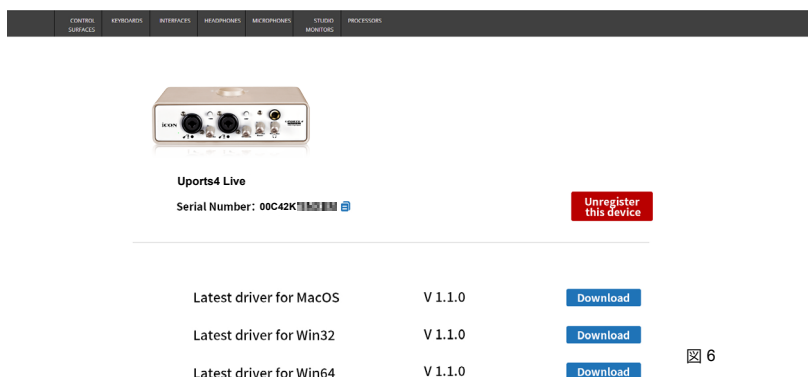 CONTROL SURFACES KEYBOARDS INTERFACES HEADPHONES MICROPHONES STUDIO MONITORS PROCESSORS
icon
Uports4 Live
Serial Number: 00C42K
Unregister
this device
Latest driver for MacOS V 1.1.0 Download
Latest driver for Win32 V 1.1.0 Download
Latest driver for Win64 V 1.1.0 Download
図 6